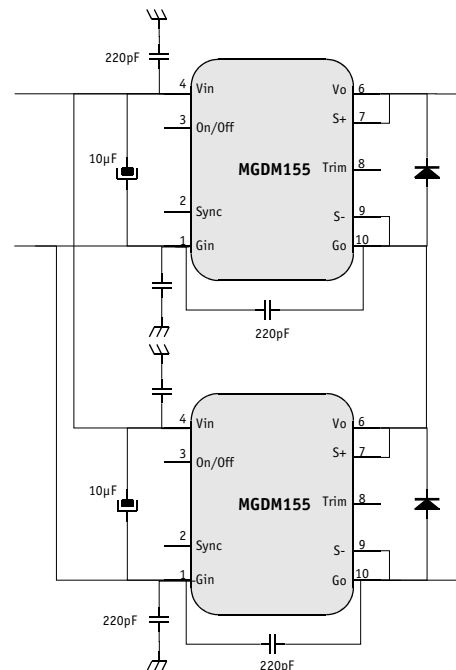 220pF
4 Vin Vo 6
S+ 7
3 On/Off
10µF
MGDM155 Trim 8
2 Sync
S- 9
1 Gin Go 10
220pF
4 Vin Vo 6
S+ 7
3 On/Off
10µF
MGDM155 Trim 8
2 Sync
S- 9
1 Gin Go 10
220pF
220pF